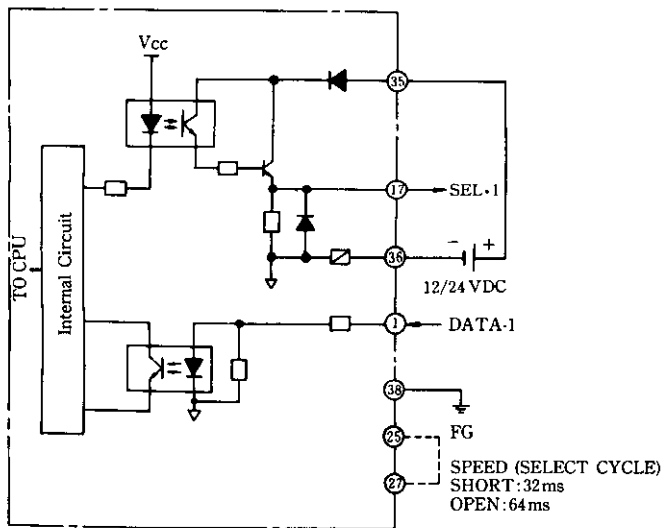 Vcc
35
17
SEL·1
36
- +
12/24 VDC
TO CPU
Internal Circuit
1
DATA-1
38
FG
25
27
SPEED (SELECT CYCLE)
SHORT:32ms
OPEN:64ms